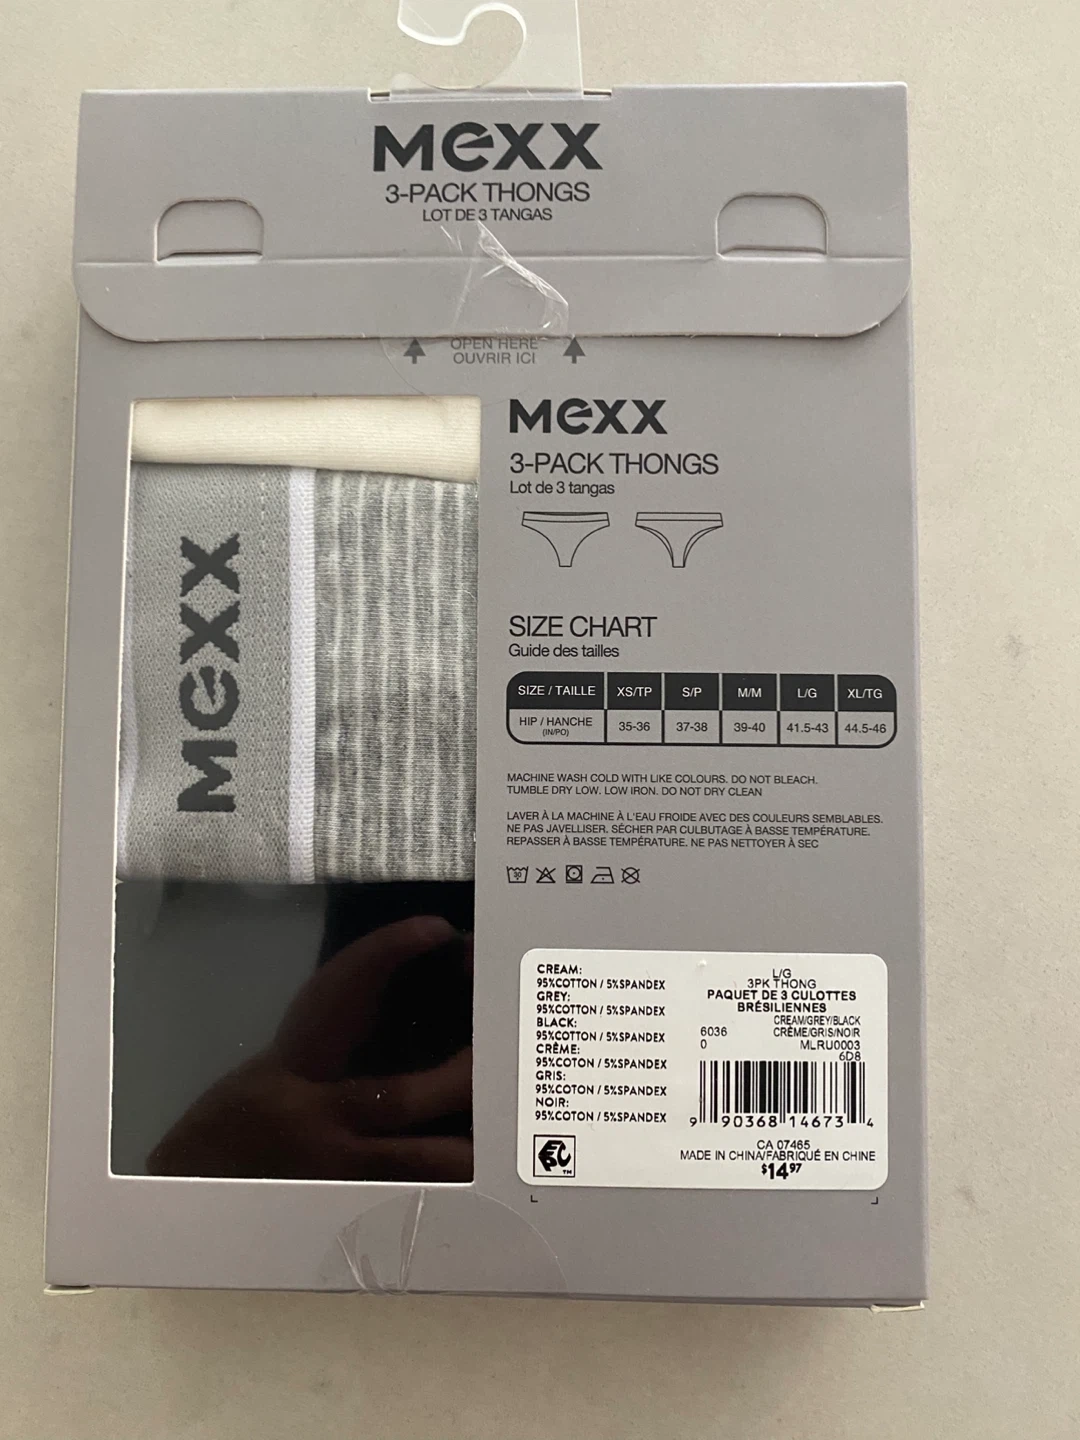 Mexx
3-PACK THONGS
LOT DE 3 TANGAS
OPEN HERE
OUVRIR ICI
Mexx
3-PACK THONGS
Lot de 3 tangas
Mexx
SIZE CHART
Guide des tailles
SIZE / TAILLE XS/TP S/P M/M L/G XL/TG
HIP / HANCHE (IN/PO) 35-36 37-38 39-40 41.5-43 44.5-46
MACHINE WASH COLD WITH LIKE COLOURS. DO NOT BLEACH.
TUMBLE DRY LOW. LOW IRON. DO NOT DRY CLEAN
LAVER À LA MACHINE À L'EAU FROIDE AVEC DES COULEURS SEMBLABLES.
NE PAS JAVELLISER. SÉCHER PAR CULBUTAGE À BASSE TEMPÉRATURE.
REPASSER À BASSE TEMPÉRATURE. NE PAS NETTOYER À SEC
30
CREAM:
95%COTTON / 5%SPANDEX
GREY:
95%COTTON / 5%SPANDEX
BLACK:
95%COTTON / 5%SPANDEX
CRÈME:
95%COTON / 5%SPANDEX
GRIS:
95%COTON / 5%SPANDEX
NOIR:
95%COTON / 5%SPANDEX
EPC
TM
L/G
3PK THONG
PAQUET DE 3 CULOTTES
BRÉSILIENNES
CREAM/GREY/BLACK
6036 CRÈME/GRIS/NOIR
0 MLRU0003
6D8
9 90368 14673 4
CA 07465
MADE IN CHINA/FABRIQUÉ EN CHINE
$14.97